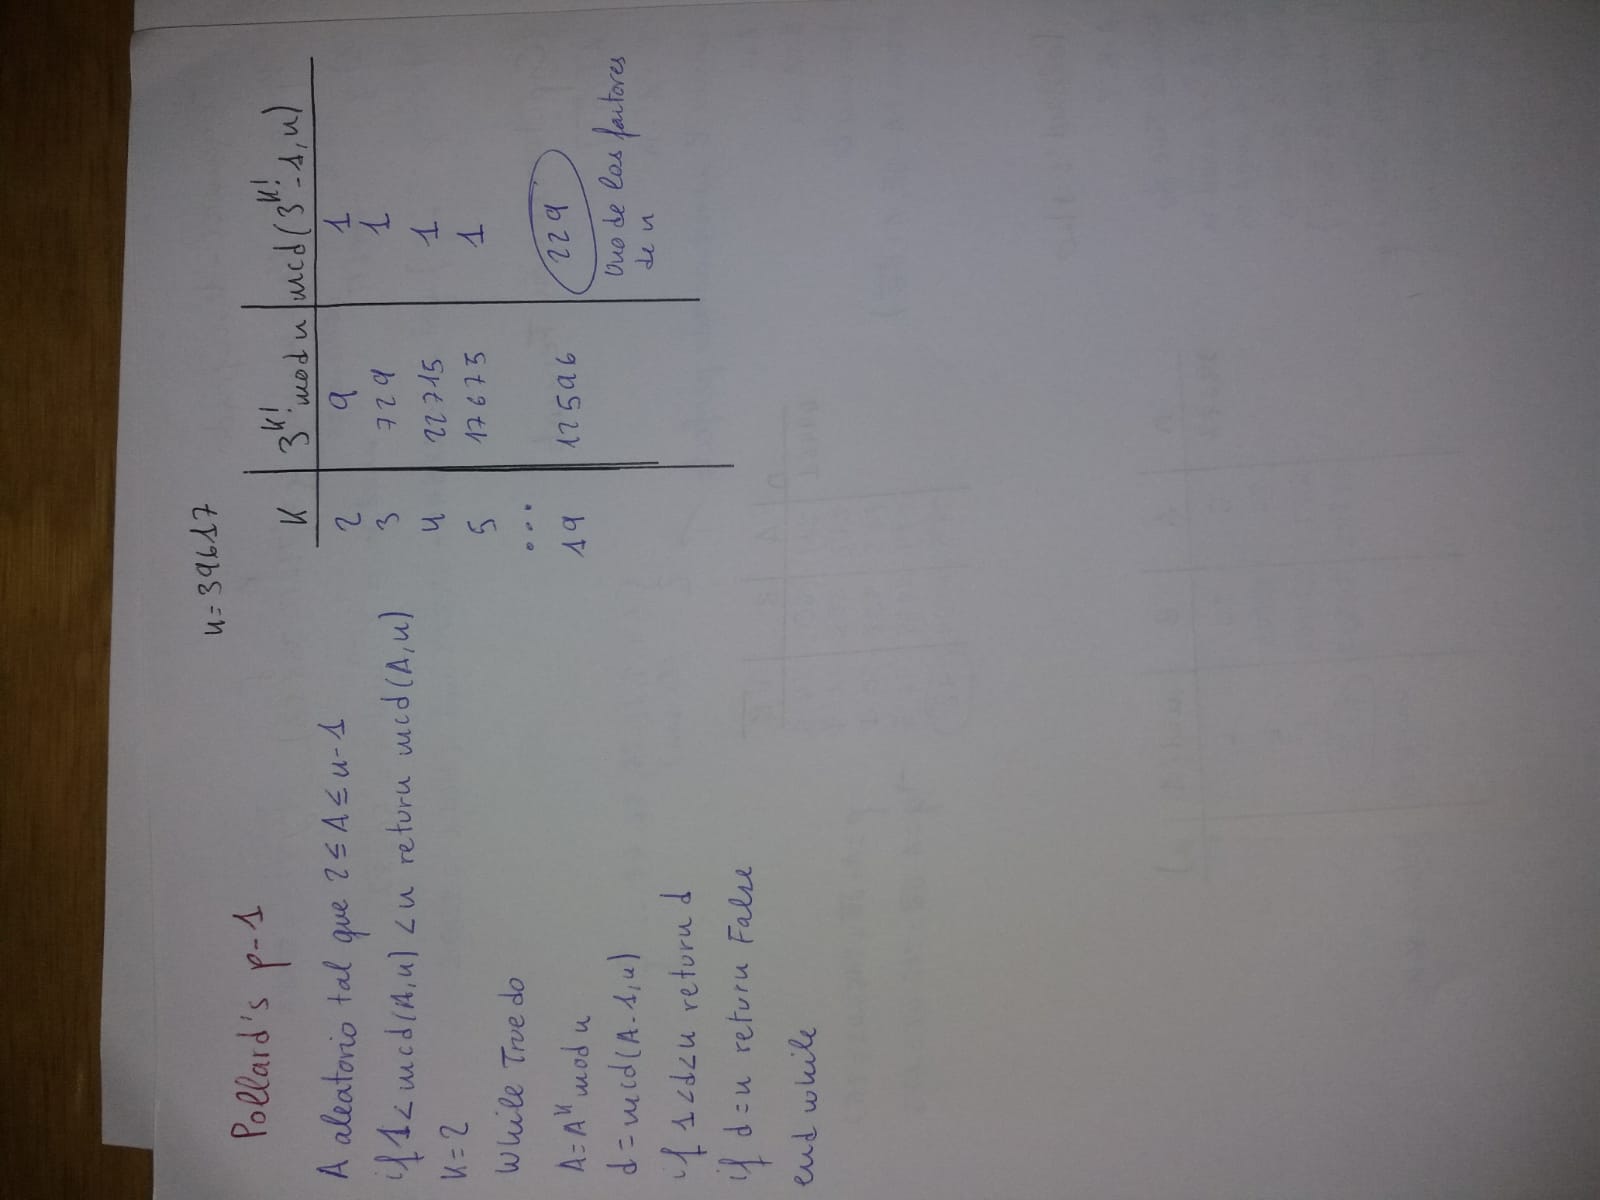 n=39617
Pollard's p-1
A aleatorio tal que 2≤A≤n-1
if 1<mcd(A,n)<n return mcd(A,n)
K=2
While True do
A=A^K mod n
d=mcd(A-1,n)
if 1<d<n return d
if d=n return False
end while
K 3^K! mod n mcd(3^K!-1,n)
2 9 1
3 729 1
4 22715 1
5 17675 1
...
19 12596 229
Uno de los factores
de n